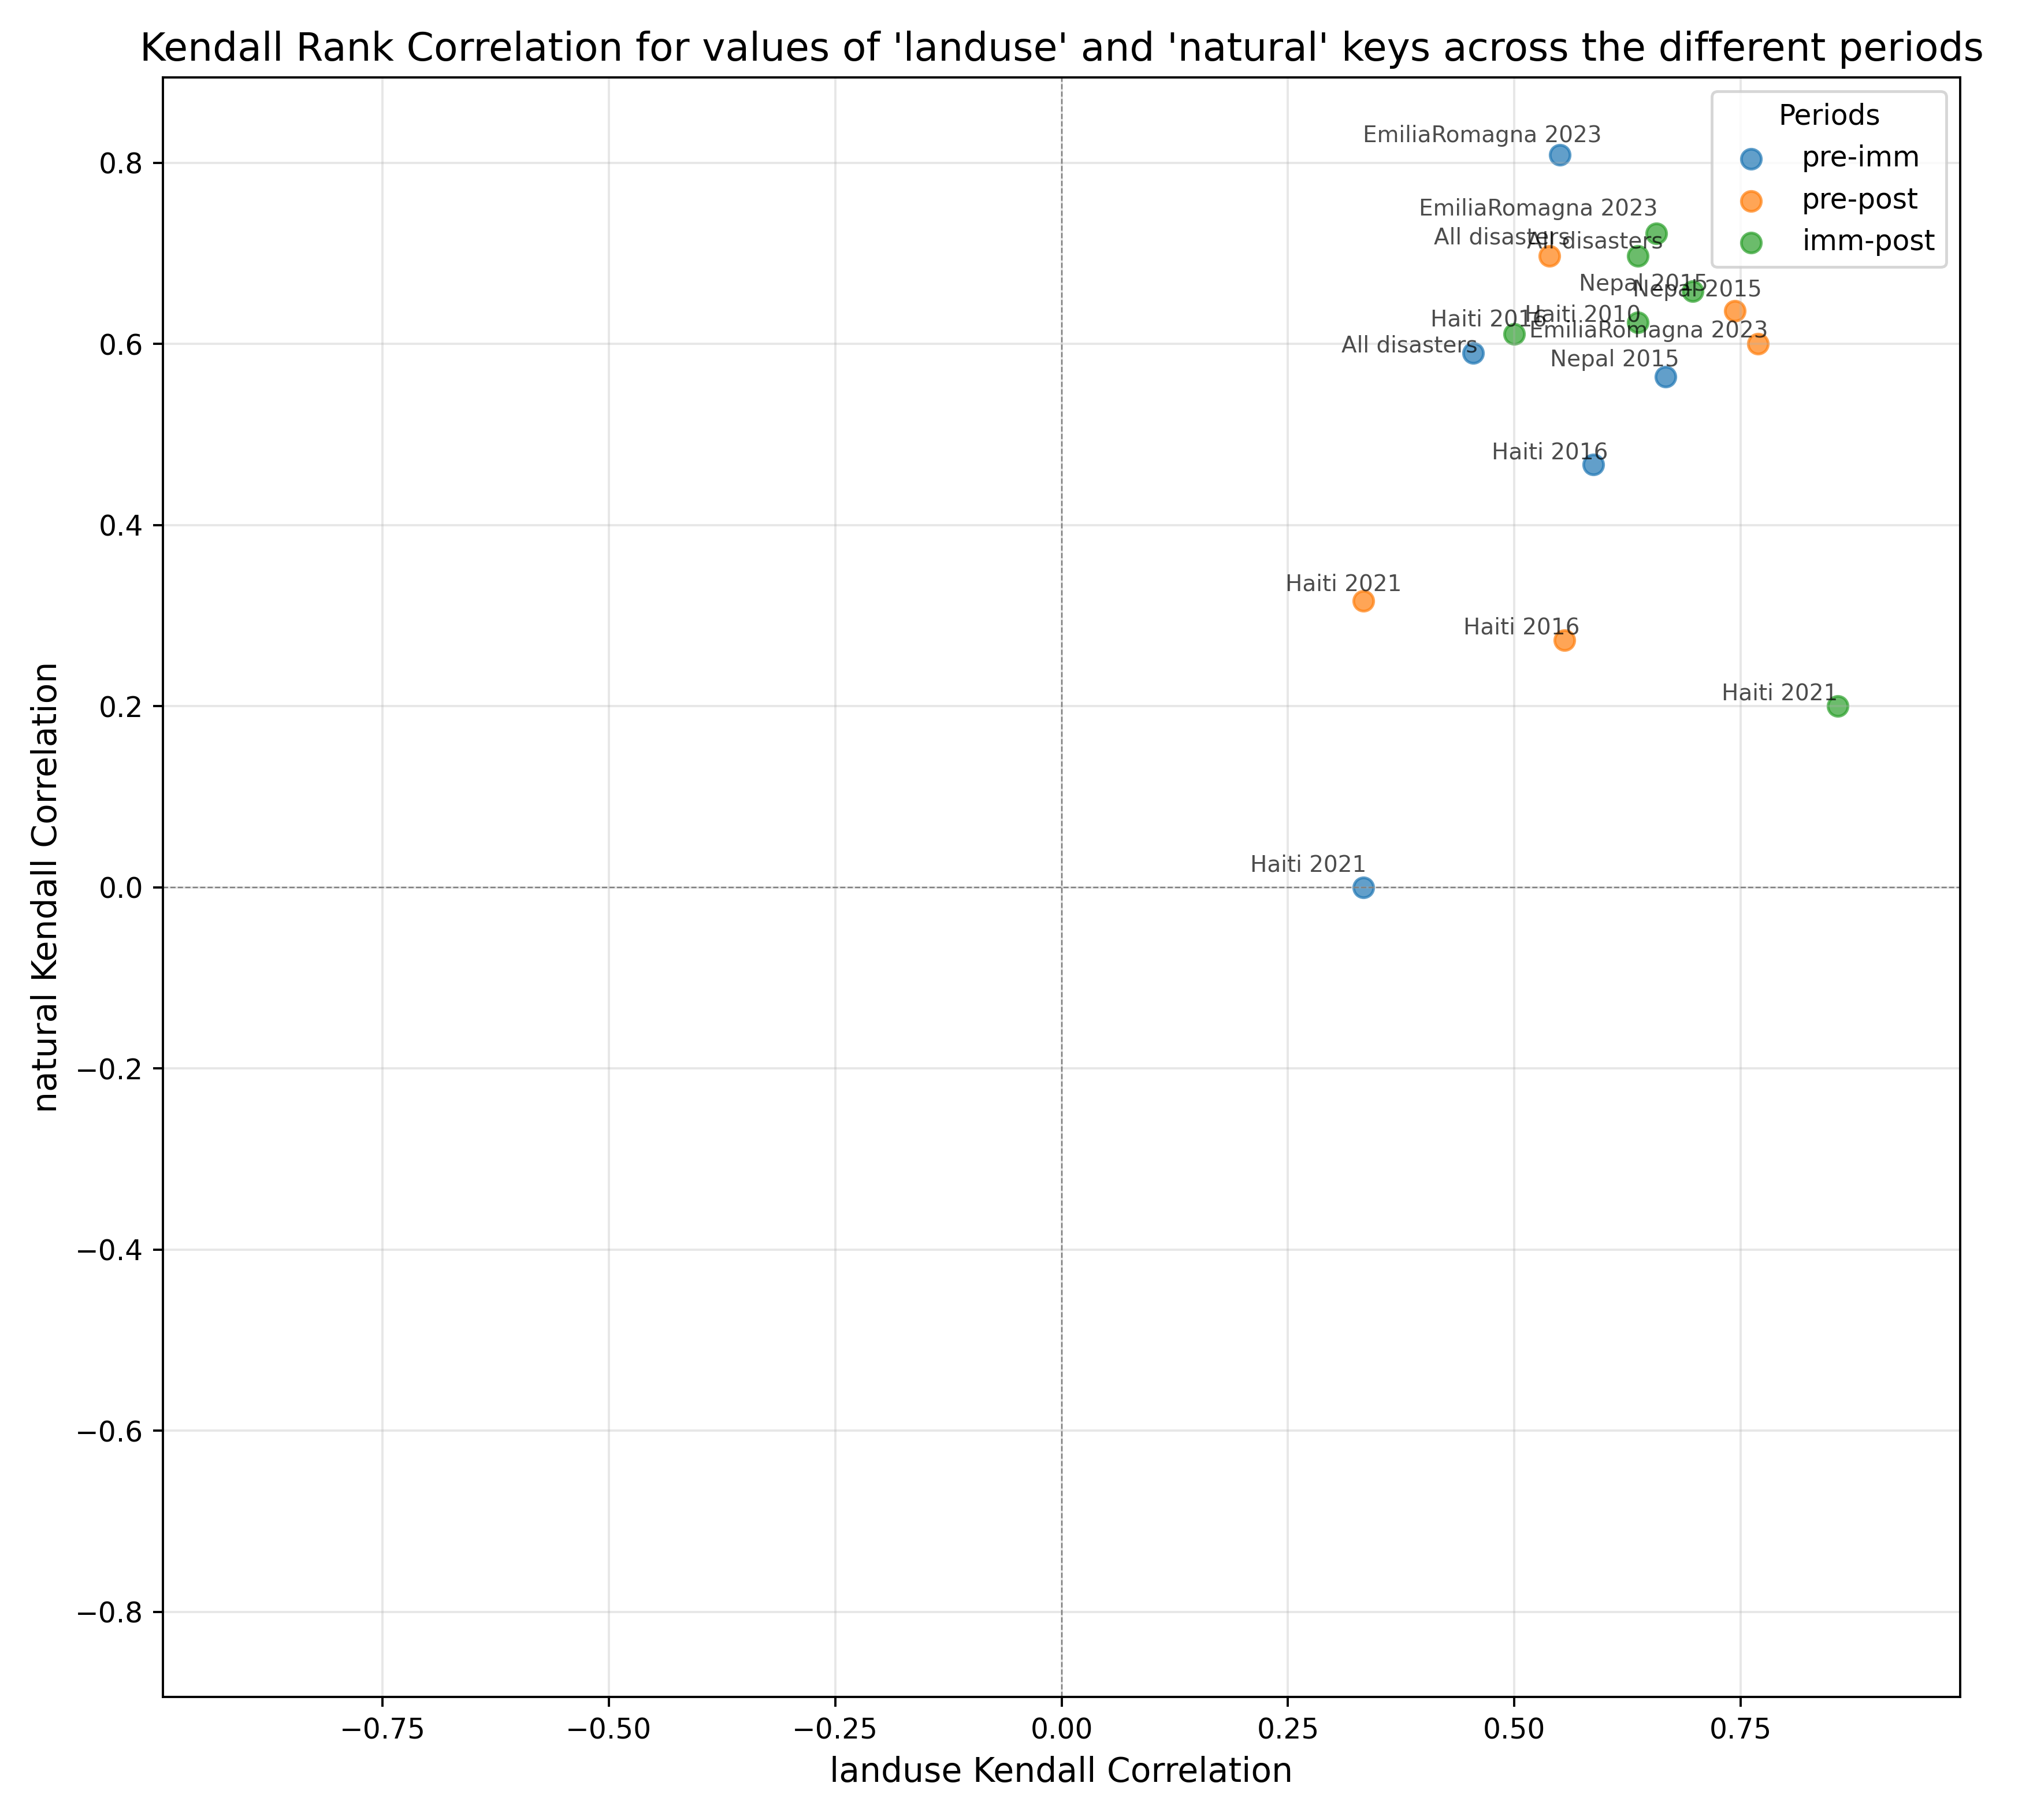 Kendall Rank Correlation for values of 'landuse' and 'natural' keys across the different periods
Periods
pre-imm
pre-post
imm-post
EmiliaRomagna 2023
EmiliaRomagna 2023
All disasters
All disasters
Nepal 2015
Nepal 2015
Haiti 2016
Haiti 2010
EmiliaRomagna 2023
All disasters
Nepal 2015
Haiti 2016
Haiti 2021
Haiti 2016
Haiti 2021
Haiti 2021
0.8
0.6
0.4
0.2
0.0
−0.2
−0.4
−0.6
−0.8
natural Kendall Correlation
−0.75
−0.50
−0.25
0.00
0.25
0.50
0.75
landuse Kendall Correlation